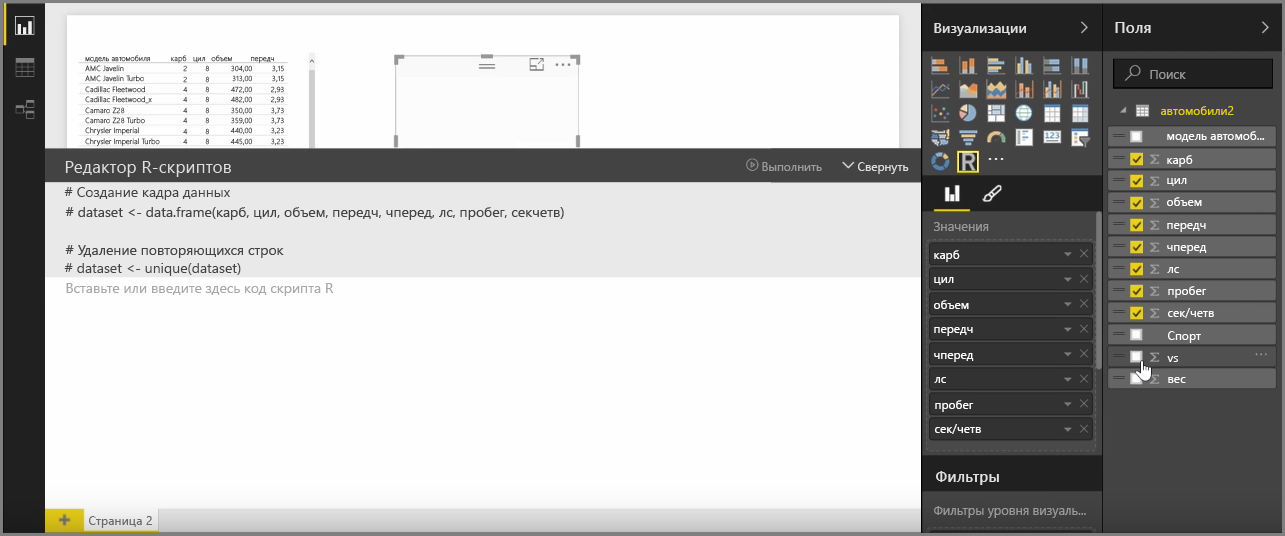 модель автомобиля карб цил объем передч
AMC Javelin 2 8 304,00 3,15
AMC Javelin Turbo 2 8 313,00 3,15
Cadillac Fleetwood 4 8 472,00 2,93
Cadillac Fleetwood_x 4 8 482,00 2,93
Camaro Z28 4 8 350,00 3,73
Camaro Z28 Turbo 4 8 359,00 3,73
Chrysler Imperial 4 8 440,00 3,23
Chrysler Imperial Turbo 4 8 445,00 3,23
Редактор R-скриптов
Выполнить
Свернуть
# Создание кадра данных
# dataset <- data.frame(карб, цил, объем, передч, чперед, лс, пробег, секчетв)
# Удаление повторяющихся строк
# dataset <- unique(dataset)
Вставьте или введите здесь код скрипта R
+
Страница 2
Визуализации
123
R
Значения
карб
цил
объем
передч
чперед
лс
пробег
сек/четв
Фильтры
Фильтры уровня визуаль...
Поля
Поиск
автомобили2
модель автомоб...
Σ карб
Σ цил
Σ объем
Σ передч
Σ чперед
Σ лс
Σ пробег
Σ сек/четв
Спорт
Σ vs
Σ вес